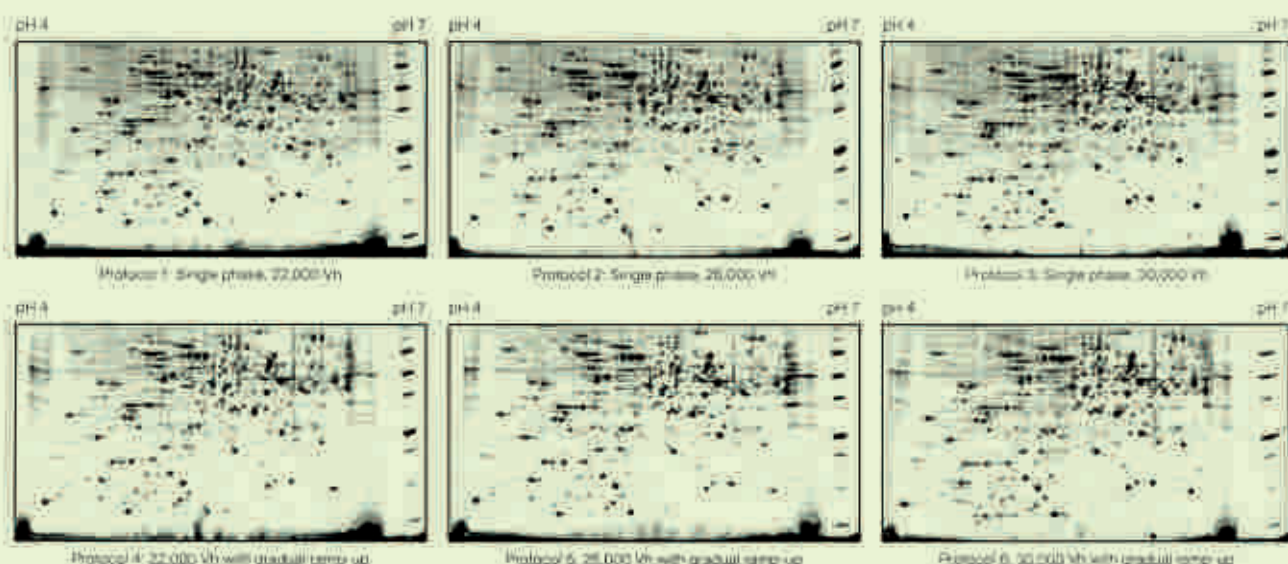 pH 4 pH 7 pH 4 pH 7 pH 4 pH 7
Protocol 1: Single phase, 22,000 Vh
Protocol 2: Single phase, 26,000 Vh
Protocol 3: Single phase, 30,000 Vh
pH 4 pH 7 pH 4 pH 7 pH 4 pH 7
Protocol 4: 22,000 Vh with gradual ramp up
Protocol 5: 26,000 Vh with gradual ramp up
Protocol 6: 30,000 Vh with gradual ramp up